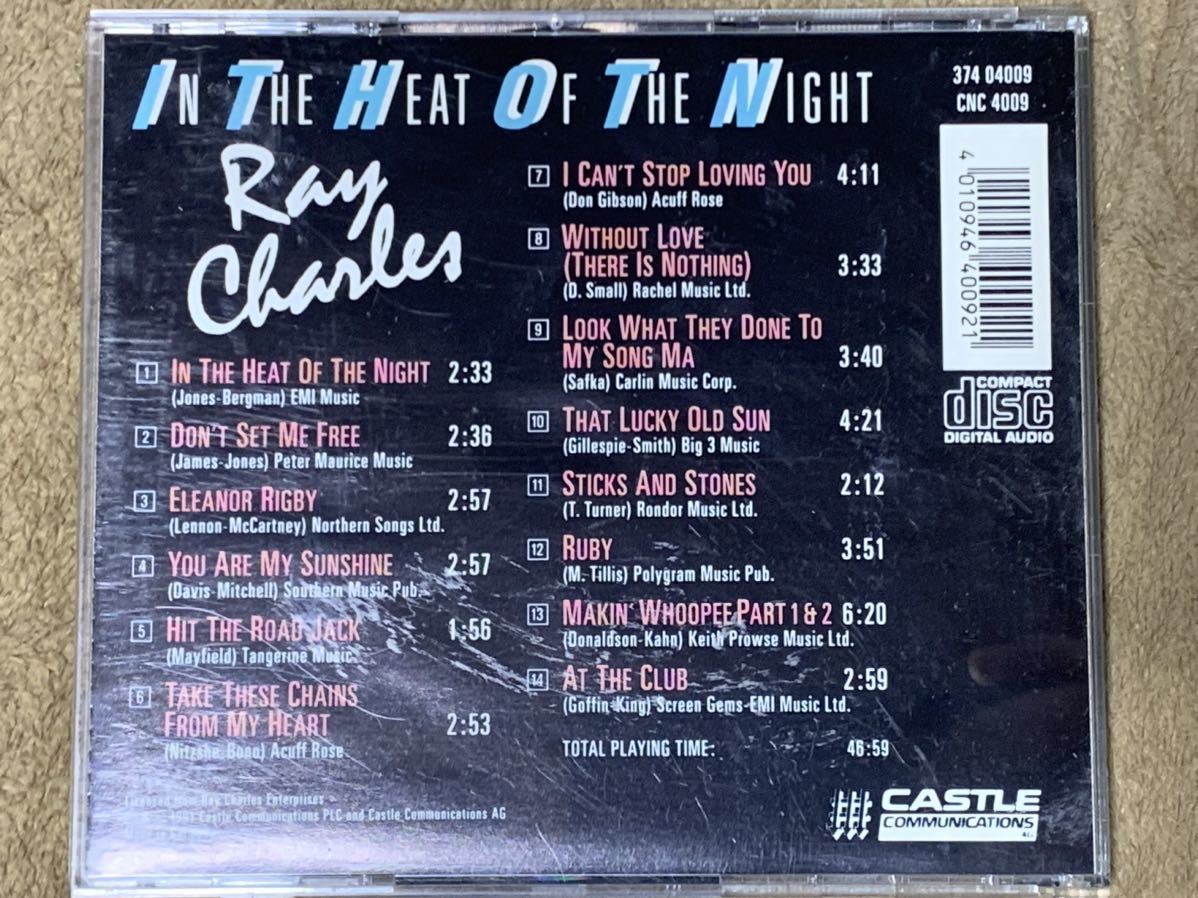 IN THE HEAT OF THE NIGHT
Ray
Charles
1 IN THE HEAT OF THE NIGHT 2:33
(Jones-Bergman) EMI Music
2 DON'T SET ME FREE 2:36
(James-Jones) Peter Maurice Music
3 ELEANOR RIGBY 2:57
(Lennon-McCartney) Northern Songs Ltd.
4 YOU ARE MY SUNSHINE 2:57
(Davis-Mitchell) Southern Music Pub.
5 HIT THE ROAD JACK 1:56
(Mayfield) Tangerine Music
6 TAKE THESE CHAINS
FROM MY HEART 2:53
(Nitzshe-Bono) Acuff Rose
7 I CAN'T STOP LOVING YOU 4:11
(Don Gibson) Acuff Rose
8 WITHOUT LOVE
(THERE IS NOTHING) 3:33
(D. Small) Rachel Music Ltd.
9 LOOK WHAT THEY DONE TO
MY SONG MA 3:40
(Safka) Carlin Music Corp.
10 THAT LUCKY OLD SUN 4:21
(Gillespie-Smith) Big 3 Music
11 STICKS AND STONES 2:12
(T. Turner) Rondor Music Ltd.
12 RUBY 3:51
(M. Tillis) Polygram Music Pub.
13 MAKIN' WHOOPEE PART 1 & 2 6:20
(Donaldson-Kahn) Keith Prowse Music Ltd.
14 AT THE CLUB 2:59
(Goffin-King) Screen Gems-EMI Music Ltd.
TOTAL PLAYING TIME: 46:59
374 04009
CNC 4009
4 010946 400921
COMPACT
disc
DIGITAL AUDIO
Licensed from Ray Charles Enterprises
1991 Castle Communications PLC and Castle Communications AG
CASTLE
COMMUNICATIONS
AG.